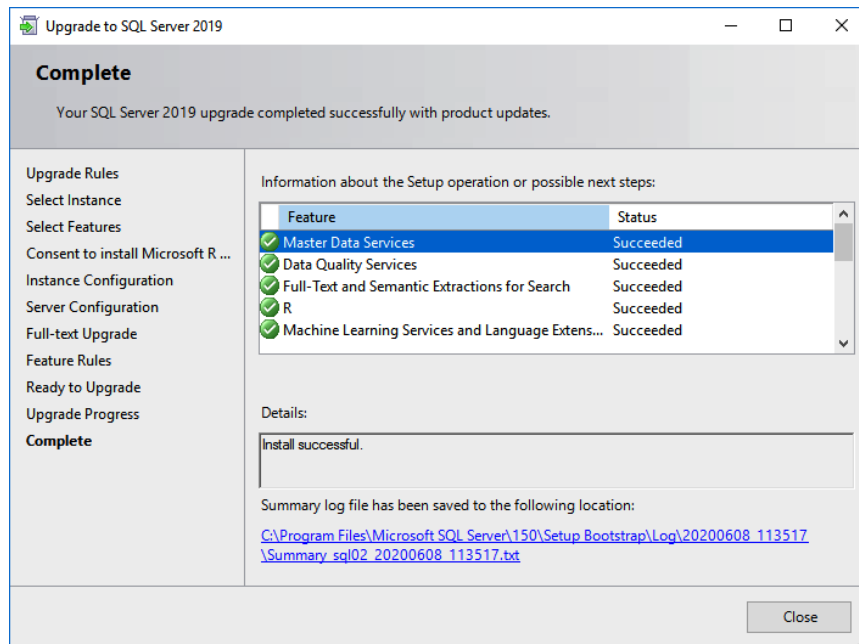 Upgrade to SQL Server 2019
Complete
Your SQL Server 2019 upgrade completed successfully with product updates.
Upgrade Rules
Select Instance
Select Features
Consent to install Microsoft R ...
Instance Configuration
Server Configuration
Full-text Upgrade
Feature Rules
Ready to Upgrade
Upgrade Progress
Complete
Information about the Setup operation or possible next steps:
Feature Status
Master Data Services Succeeded
Data Quality Services Succeeded
Full-Text and Semantic Extractions for Search Succeeded
R Succeeded
Machine Learning Services and Language Extens... Succeeded
Details:
Install successful.
Summary log file has been saved to the following location:
C:\Program Files\Microsoft SQL Server\150\Setup Bootstrap\Log\20200608_113517
\Summary_sql02_20200608_113517.txt
Close